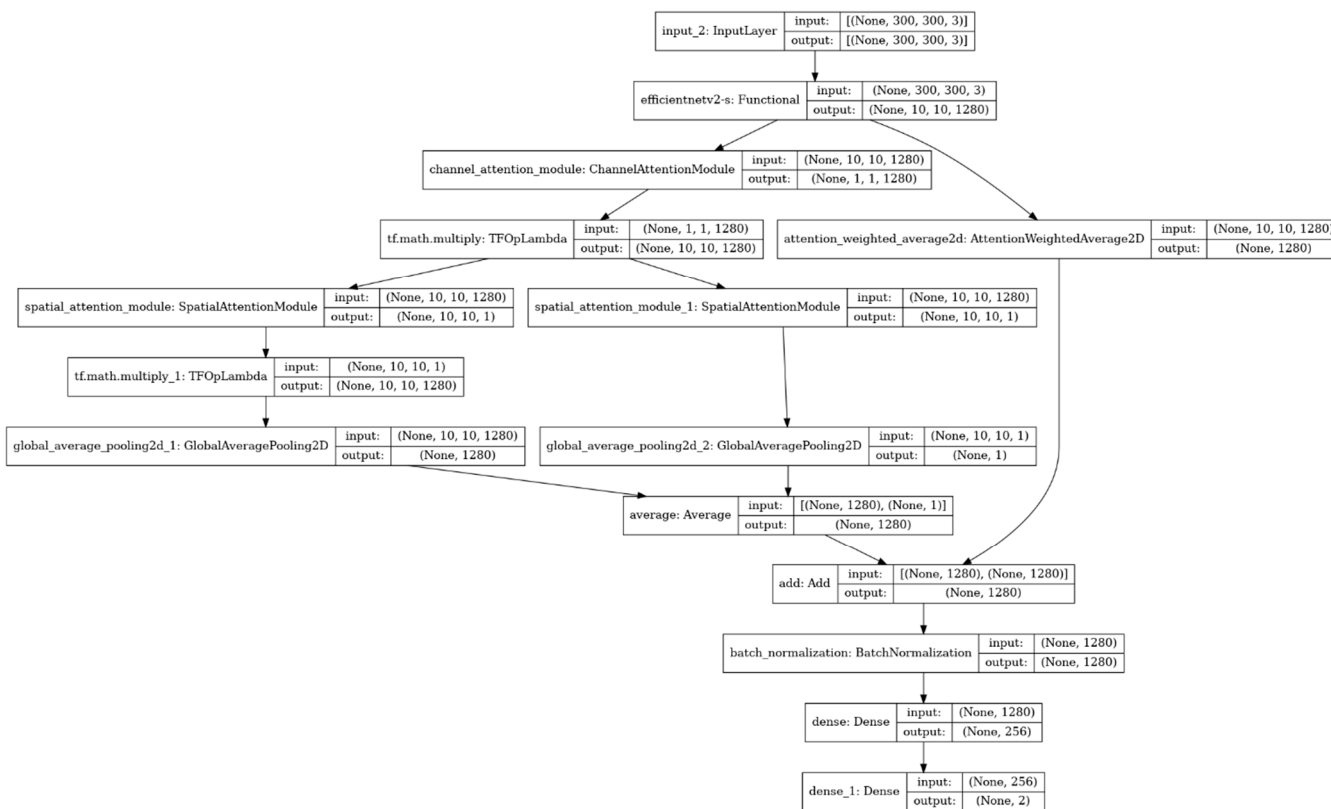 input_2: InputLayer
input: [(None, 300, 300, 3)]
output: [(None, 300, 300, 3)]
efficientnetv2-s: Functional
input: (None, 300, 300, 3)
output: (None, 10, 10, 1280)
channel_attention_module: ChannelAttentionModule
input: (None, 10, 10, 1280)
output: (None, 1, 1, 1280)
tf.math.multiply: TFOpLambda
input: (None, 1, 1, 1280)
output: (None, 10, 10, 1280)
attention_weighted_average2d: AttentionWeightedAverage2D
input: (None, 10, 10, 1280)
output: (None, 1280)
spatial_attention_module: SpatialAttentionModule
input: (None, 10, 10, 1280)
output: (None, 10, 10, 1)
spatial_attention_module_1: SpatialAttentionModule
input: (None, 10, 10, 1280)
output: (None, 10, 10, 1)
tf.math.multiply_1: TFOpLambda
input: (None, 10, 10, 1)
output: (None, 10, 10, 1280)
global_average_pooling2d_1: GlobalAveragePooling2D
input: (None, 10, 10, 1280)
output: (None, 1280)
global_average_pooling2d_2: GlobalAveragePooling2D
input: (None, 10, 10, 1)
output: (None, 1)
average: Average
input: [(None, 1280), (None, 1)]
output: (None, 1280)
add: Add
input: [(None, 1280), (None, 1280)]
output: (None, 1280)
batch_normalization: BatchNormalization
input: (None, 1280)
output: (None, 1280)
dense: Dense
input: (None, 1280)
output: (None, 256)
dense_1: Dense
input: (None, 256)
output: (None, 2)